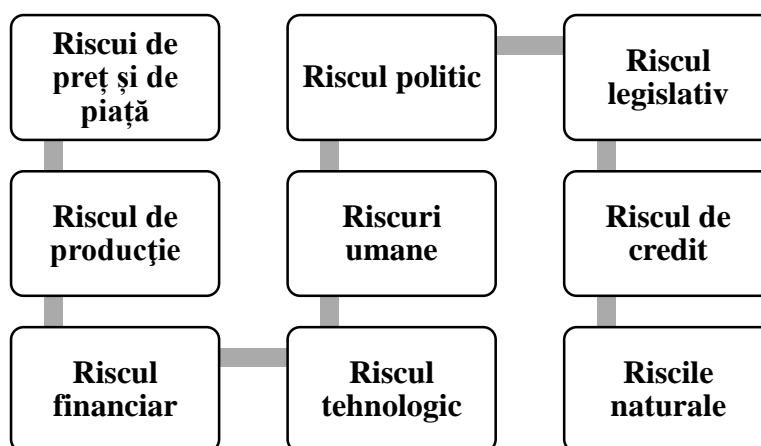 Riscui de
preț și de
piață
Riscul de
producţie
Riscul
financiar
Riscul
tehnologic
Riscuri
umane
Riscul politic
Riscul
legislativ
Riscul de
credit
Riscile
naturale